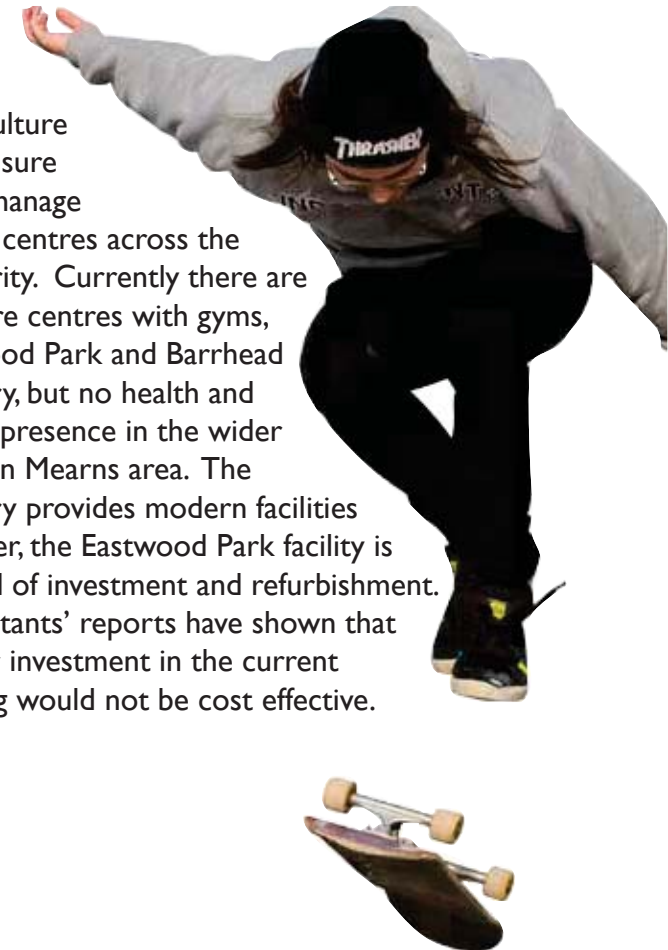 ulture
sure
manage
centres across the
rity. Currently there are
re centres with gyms,
od Park and Barrhead
ry, but no health and
presence in the wider
n Mearns area. The
ry provides modern facilities
er, the Eastwood Park facility is
d of investment and refurbishment.
tants’ reports have shown that
investment in the current
g would not be cost effective.
THRASHER